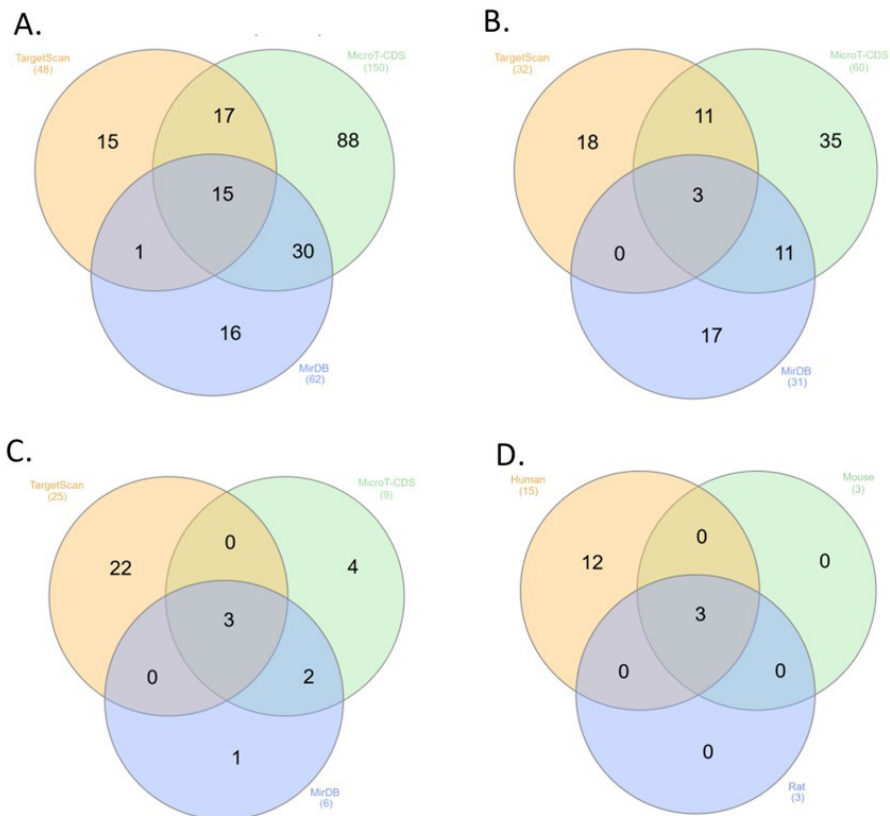 A.
TargetScan
(48)
MicroT-CDS
(150)
15
17
88
15
1
30
16
MirDB
(62)
B.
TargetScan
(32)
MicroT-CDS
(60)
18
11
35
3
0
11
17
MirDB
(31)
C.
TargetScan
(25)
MicroT-CDS
(9)
22
0
4
3
0
2
1
MirDB
(6)
D.
Human
(15)
Mouse
(3)
12
0
0
3
0
0
0
Rat
(3)